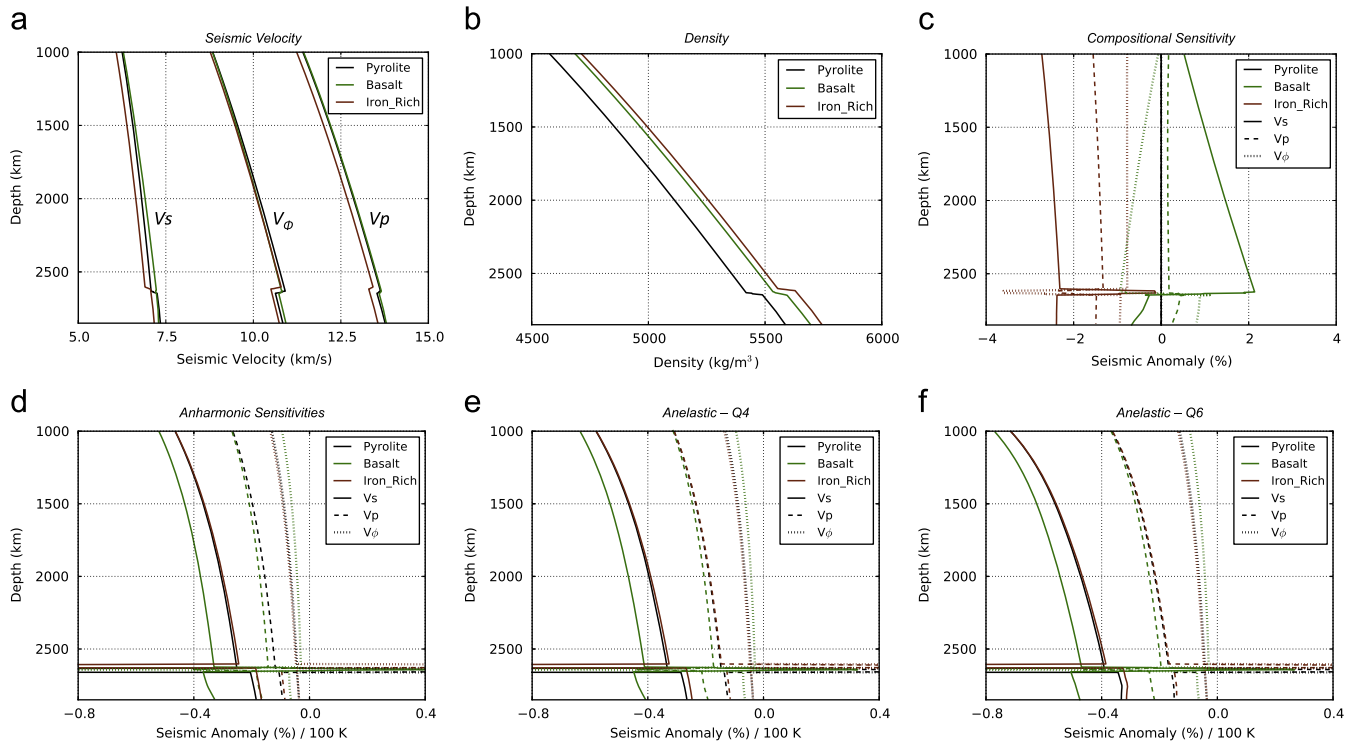 a
Seismic Velocity
1000
1500
2000
2500
Depth (km)
Pyrolite
Basalt
Iron_Rich
Vs
VΦ
Vp
5.0 7.5 10.0 12.5 15.0
Seismic Velocity (km/s)
b
Density
1000
1500
2000
2500
Depth (km)
Pyrolite
Basalt
Iron_Rich
4500 5000 5500 6000
Density (kg/m³)
c
Compositional Sensitivity
1000
1500
2000
2500
Depth (km)
Pyrolite
Basalt
Iron_Rich
Vs
Vp
Vϕ
−4 −2 0 2 4
Seismic Anomaly (%)
d
Anharmonic Sensitivities
1000
1500
2000
2500
Depth (km)
Pyrolite
Basalt
Iron_Rich
Vs
Vp
Vϕ
−0.8 −0.4 0.0 0.4
Seismic Anomaly (%) / 100 K
e
Anelastic – Q4
1000
1500
2000
2500
Depth (km)
Pyrolite
Basalt
Iron_Rich
Vs
Vp
Vϕ
−0.8 −0.4 0.0 0.4
Seismic Anomaly (%) / 100 K
f
Anelastic – Q6
1000
1500
2000
2500
Depth (km)
Pyrolite
Basalt
Iron_Rich
Vs
Vp
Vϕ
−0.8 −0.4 0.0 0.4
Seismic Anomaly (%) / 100 K